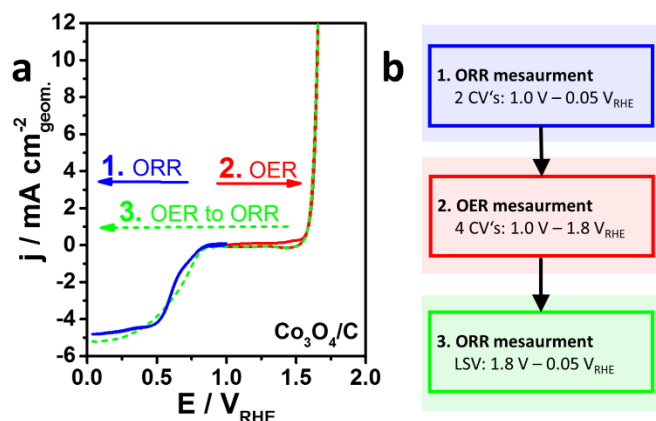 a
12
10
8
6
4
2
0
-2
-4
-6
j / mA cm-2geom.
1. ORR
2. OER
3. OER to ORR
Co3O4/C
0.0 0.5 1.0 1.5 2.0
E / VRHE
b
1. ORR mesaurment
2 CV's: 1.0 V – 0.05 VRHE
2. OER mesaurment
4 CV's: 1.0 V – 1.8 VRHE
3. ORR mesaurment
LSV: 1.8 V – 0.05 VRHE